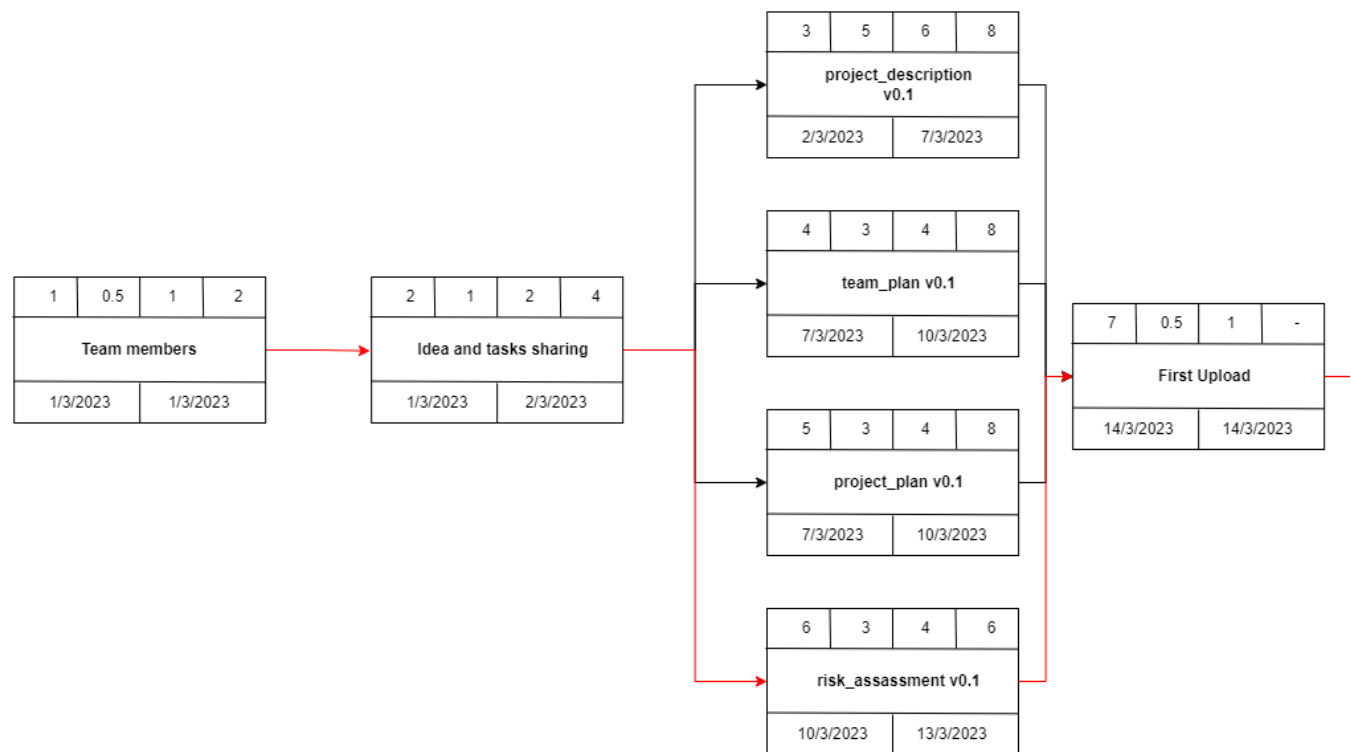 3 5 6 8
project_description
v0.1
2/3/2023 7/3/2023
4 3 4 8
team_plan v0.1
7/3/2023 10/3/2023
1 0.5 1 2
Team members
1/3/2023 1/3/2023
2 1 2 4
Idea and tasks sharing
1/3/2023 2/3/2023
7 0.5 1 -
First Upload
14/3/2023 14/3/2023
5 3 4 8
project_plan v0.1
7/3/2023 10/3/2023
6 3 4 6
risk_assassment v0.1
10/3/2023 13/3/2023